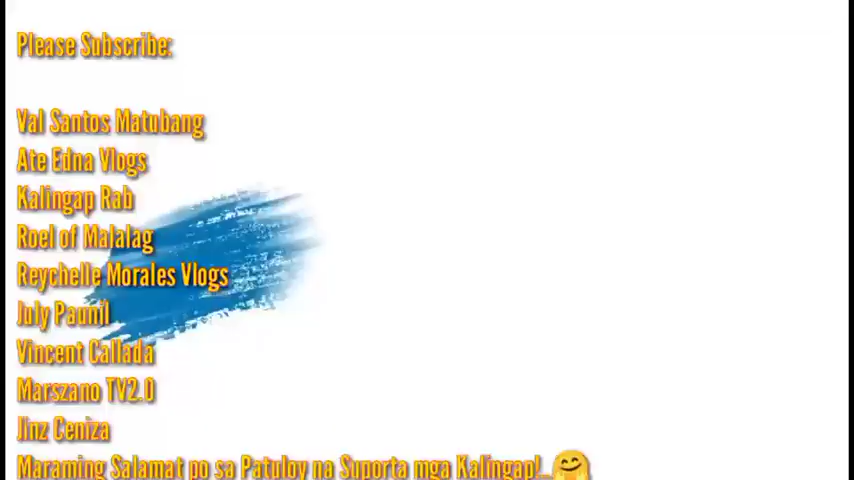 Please Subscribe:
Val Santos Matubang
Ate Edna Vlogs
Kalingap Rab
Roel of Malalag
Reychelle Morales Vlogs
July Paunil
Vincent Callada
Marszano TV2.0
Jinz Ceniza
Maraming Salamat po sa Patuloy na Suporta mga Kalingap!.. 🤗